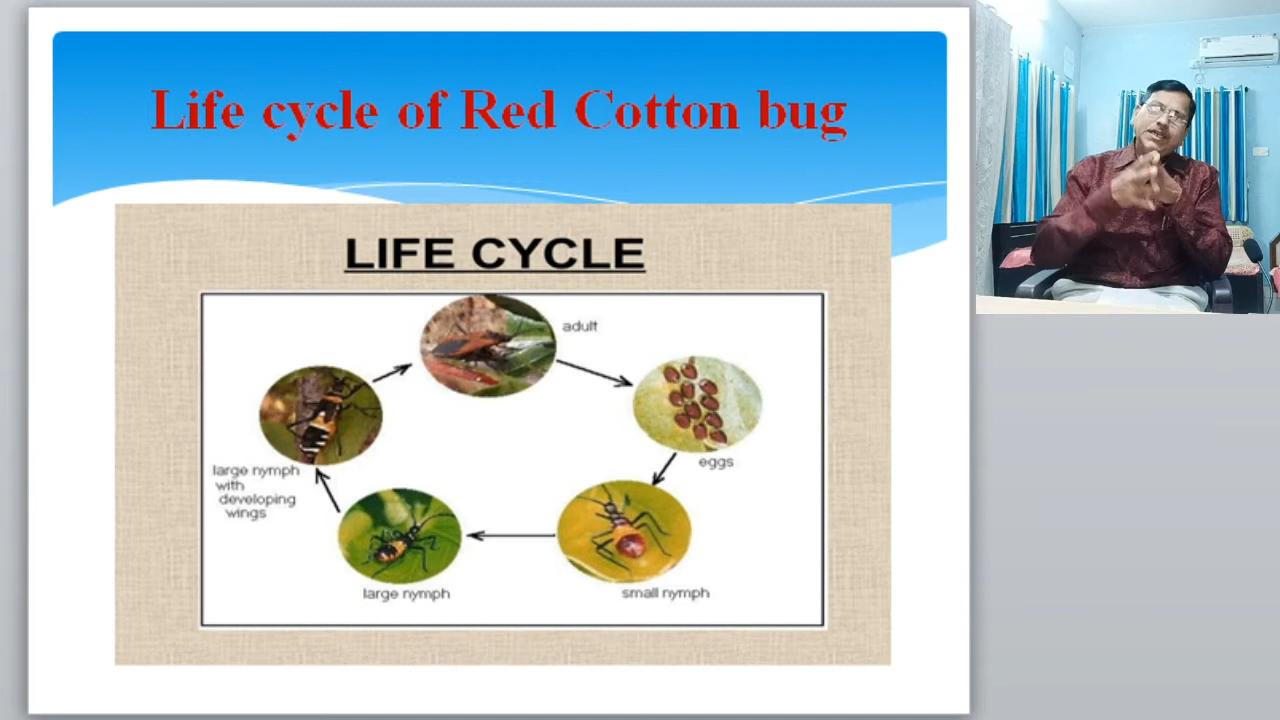 Life cycle of Red Cotton bug
LIFE CYCLE
adult
eggs
small nymph
large nymph
large nymph
with
developing
wings